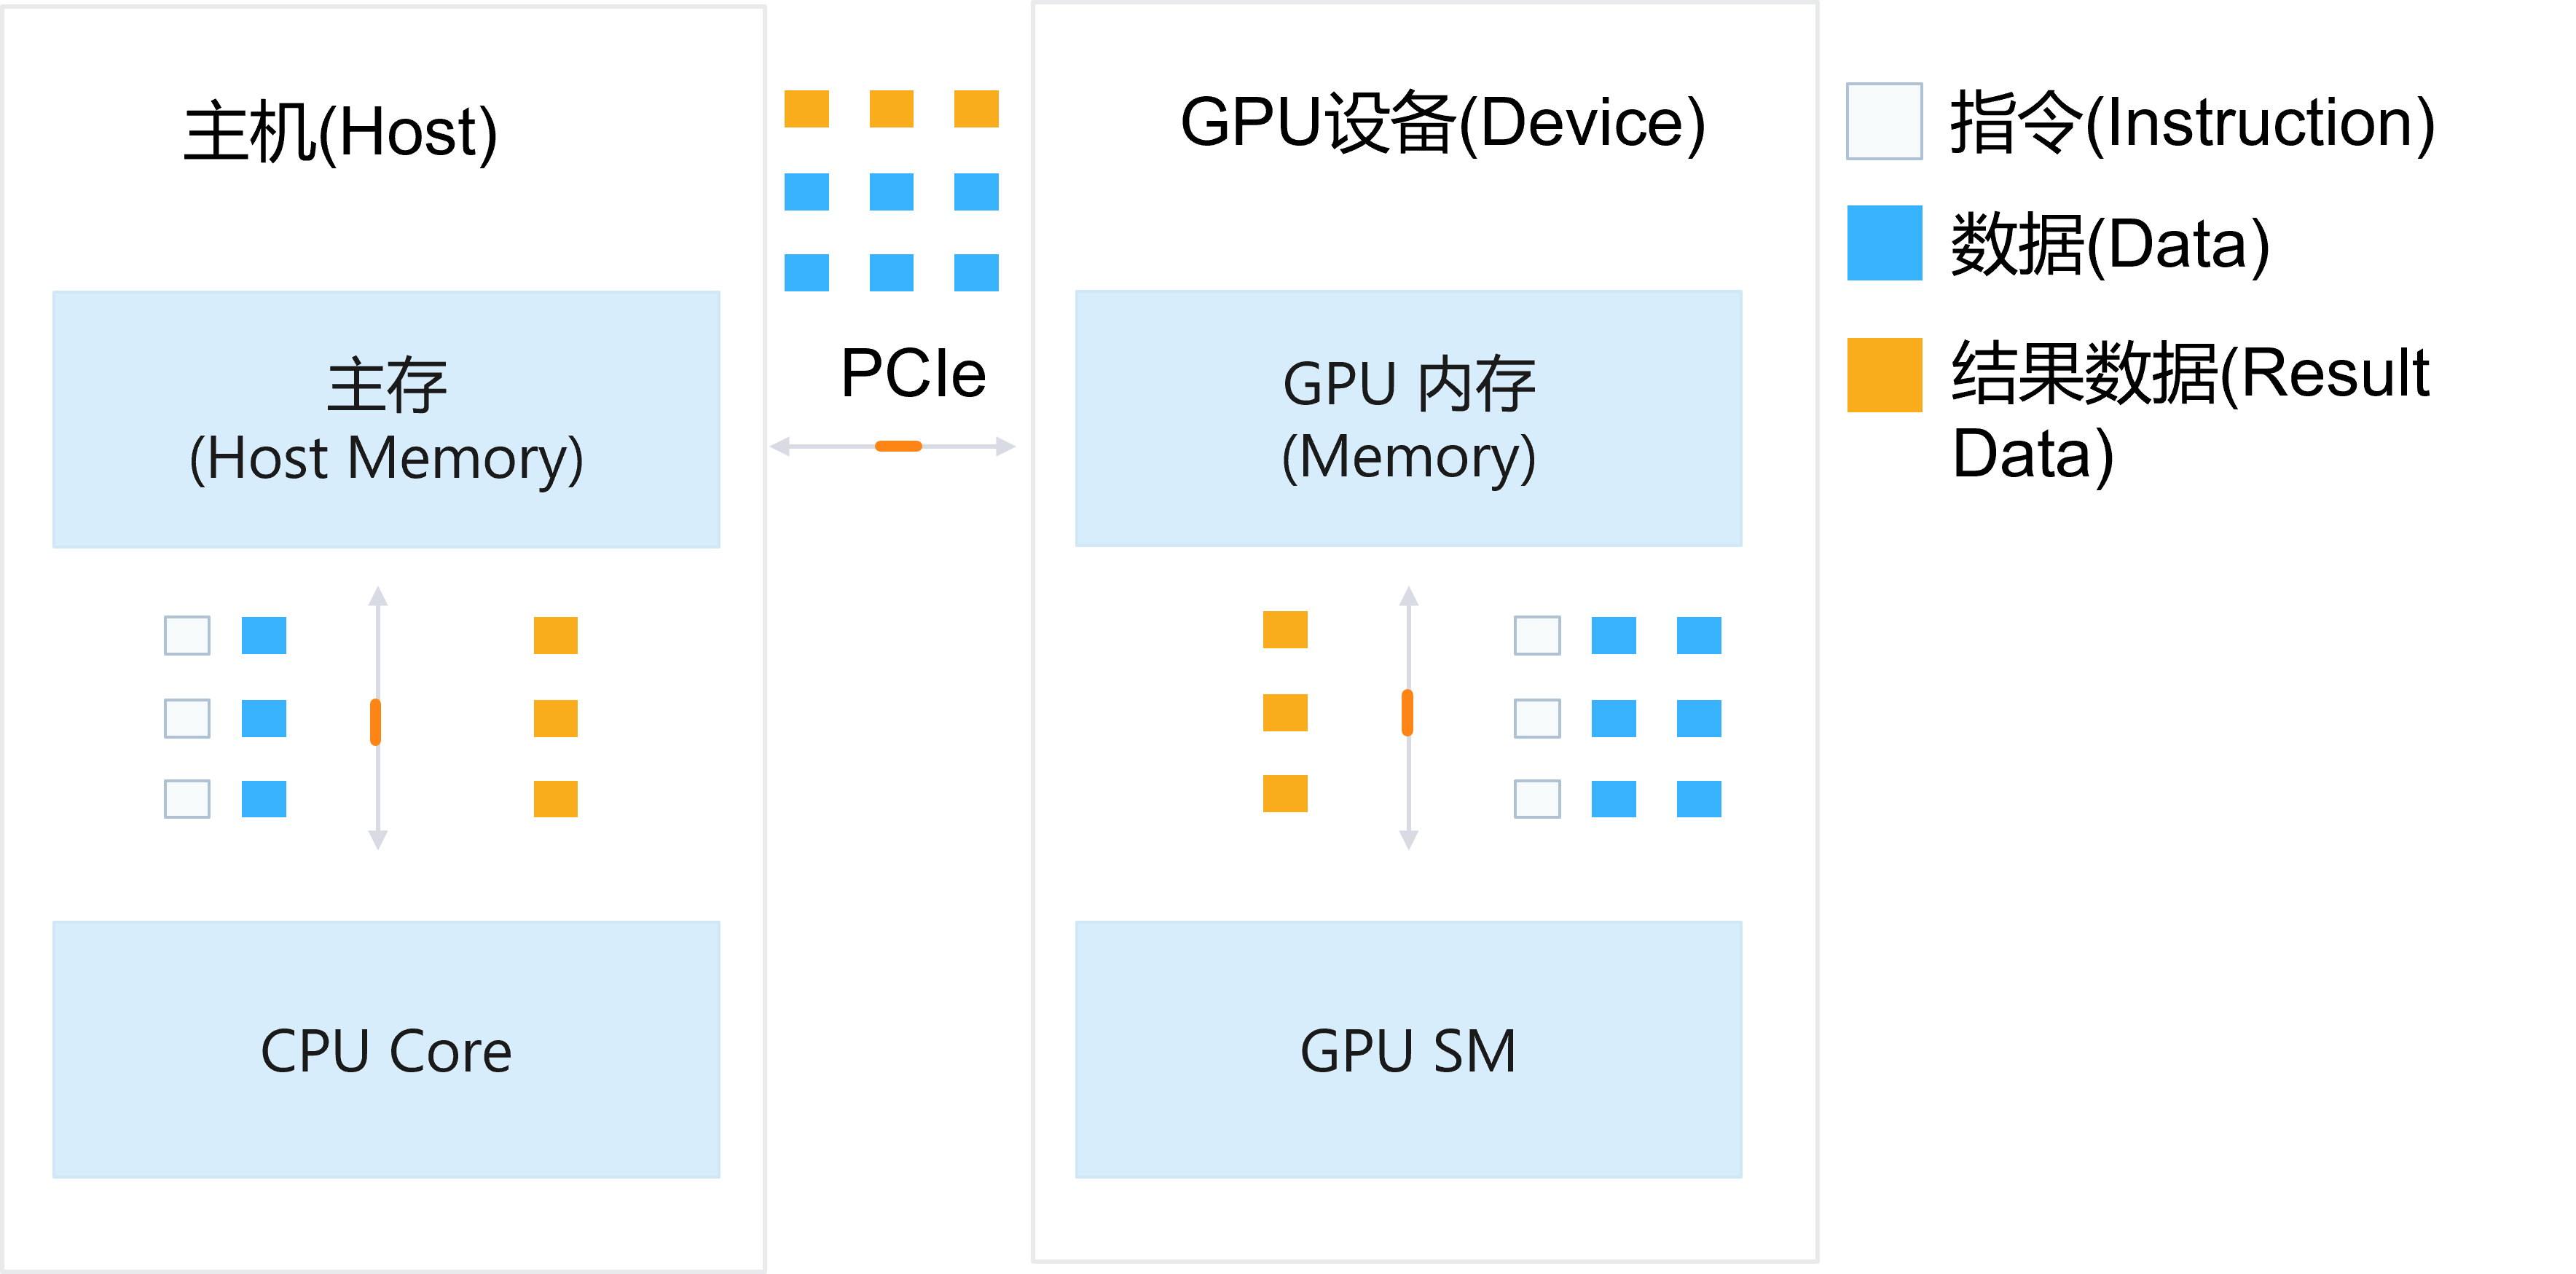 主机(Host)
主存
(Host Memory)
CPU Core
PCIe
GPU设备(Device)
GPU 内存
(Memory)
GPU SM
指令(Instruction)
数据(Data)
结果数据(Result
Data)